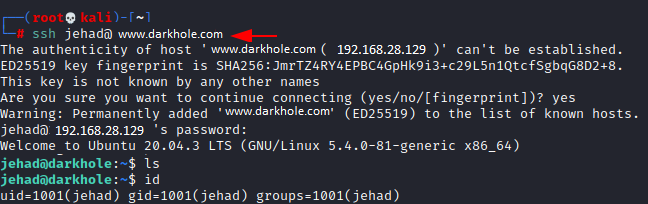 ┌──(root💀kali)-[~]
└─# ssh jehad@ www.darkhole.com
The authenticity of host 'www.darkhole.com ( 192.168.28.129 )' can't be established.
ED25519 key fingerprint is SHA256:JmrTZ4RY4EPBC4GpHk9i3+c29L5n1QtcfSgbqG8D2+8.
This key is not known by any other names
Are you sure you want to continue connecting (yes/no/[fingerprint])? yes
Warning: Permanently added 'www.darkhole.com' (ED25519) to the list of known hosts.
jehad@ 192.168.28.129 's password:
Welcome to Ubuntu 20.04.3 LTS (GNU/Linux 5.4.0-81-generic x86_64)
jehad@darkhole:~$ ls
jehad@darkhole:~$ id
uid=1001(jehad) gid=1001(jehad) groups=1001(jehad)